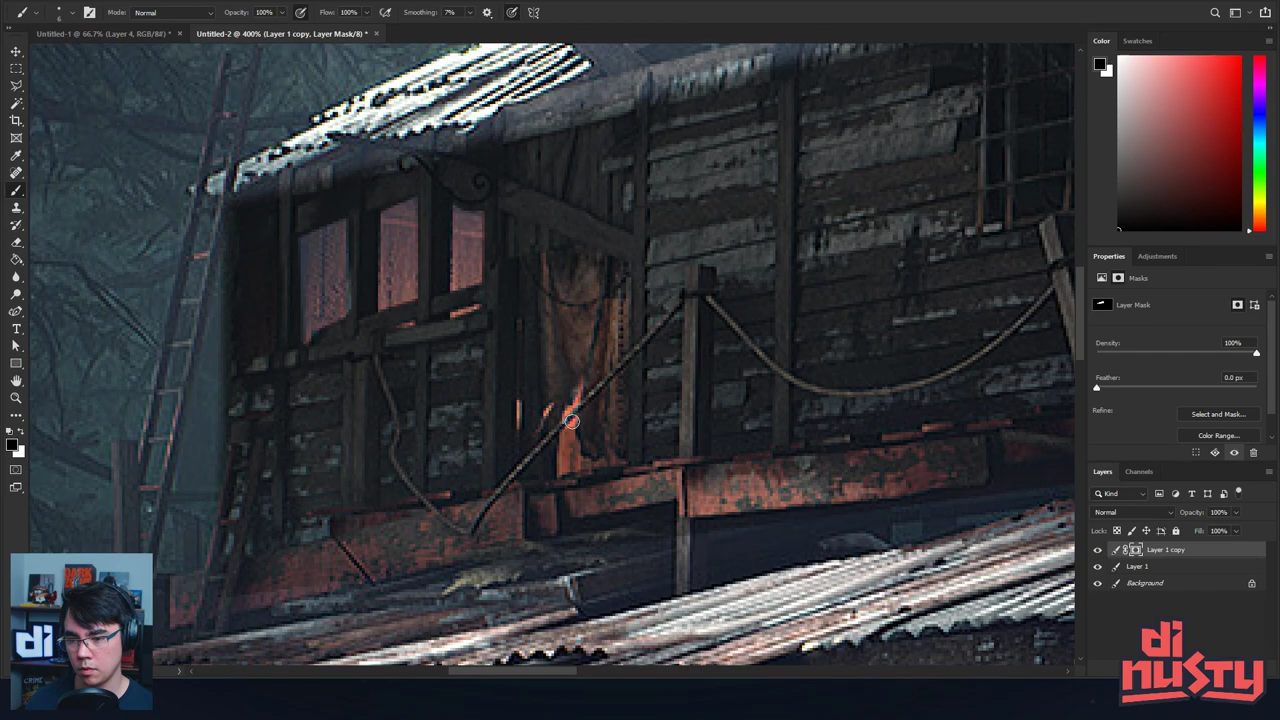 6 Mode: Normal Opacity: 100% Flow: 100% Smoothing: 7%
Untitled-1 @ 66.7% (Layer 4, RGB/8#) * × Untitled-2 @ 400% (Layer 1 copy, Layer Mask/8) * ×
Color Swatches
Properties Adjustments
Masks
Layer Mask
Density: 100%
Feather: 0.0 px
Refine: Select and Mask...
Color Range...
Layers Channels
Kind
Normal Opacity: 100%
Lock: Fill: 100%
Layer 1 copy
Layer 1
Background
di
di
nusty